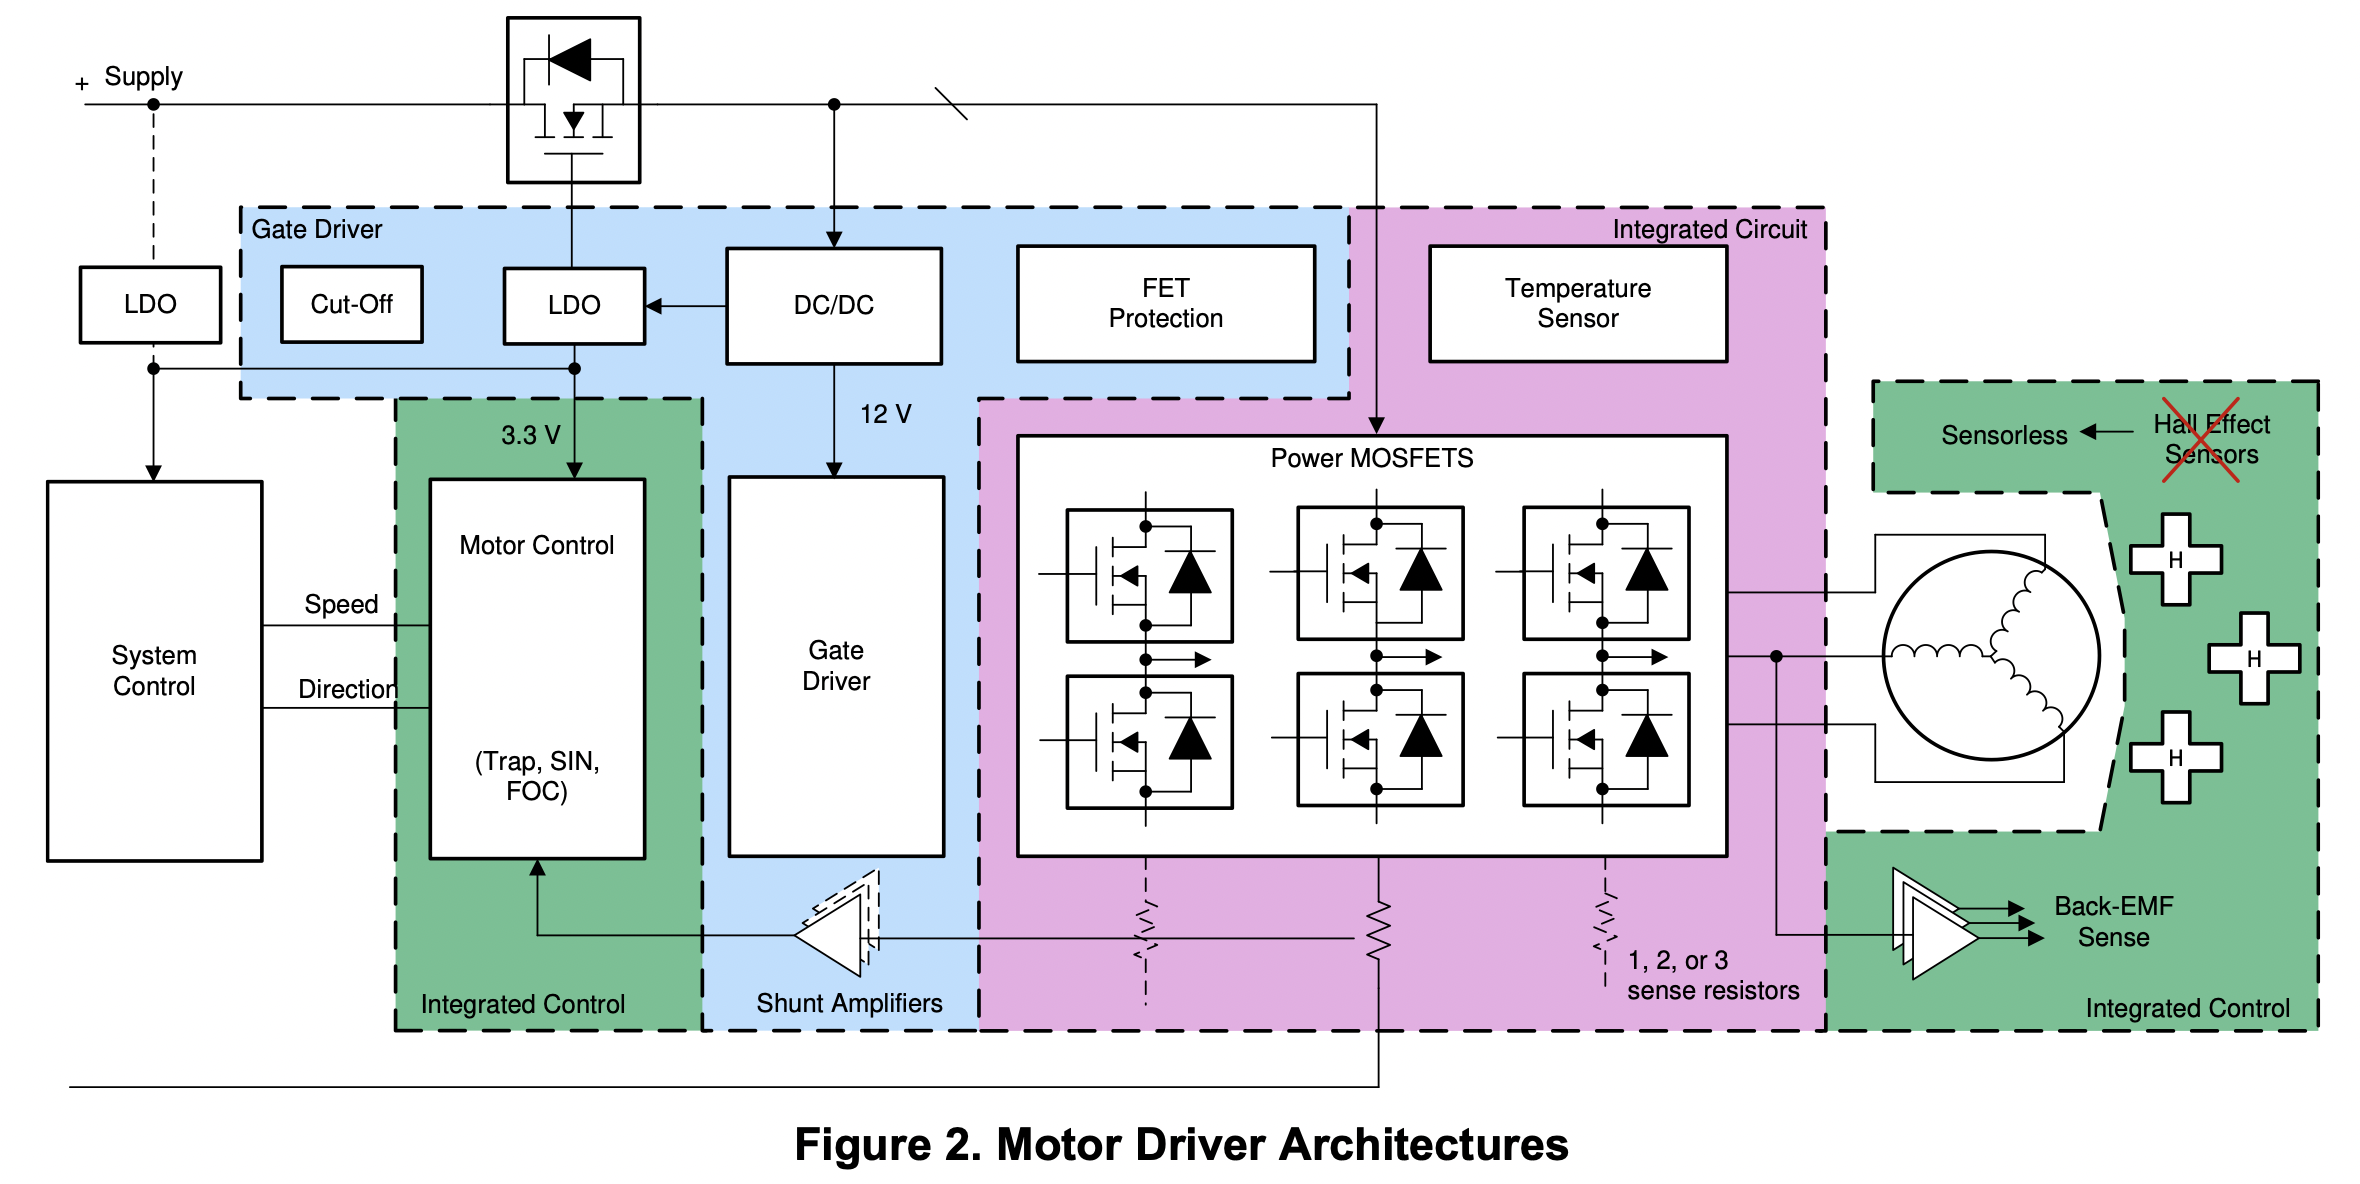 + Supply
Gate Driver
Integrated Circuit
LDO
Cut-Off
LDO
DC/DC
FET
Protection
Temperature
Sensor
3.3 V
12 V
Sensorless
Hall Effect
Sensors
Power MOSFETS
Motor Control
(Trap, SIN,
FOC)
Speed
Direction
System
Control
Gate
Driver
H
H
H
Back-EMF
Sense
1, 2, or 3
sense resistors
Integrated Control
Shunt Amplifiers
Integrated Control
Figure 2. Motor Driver Architectures